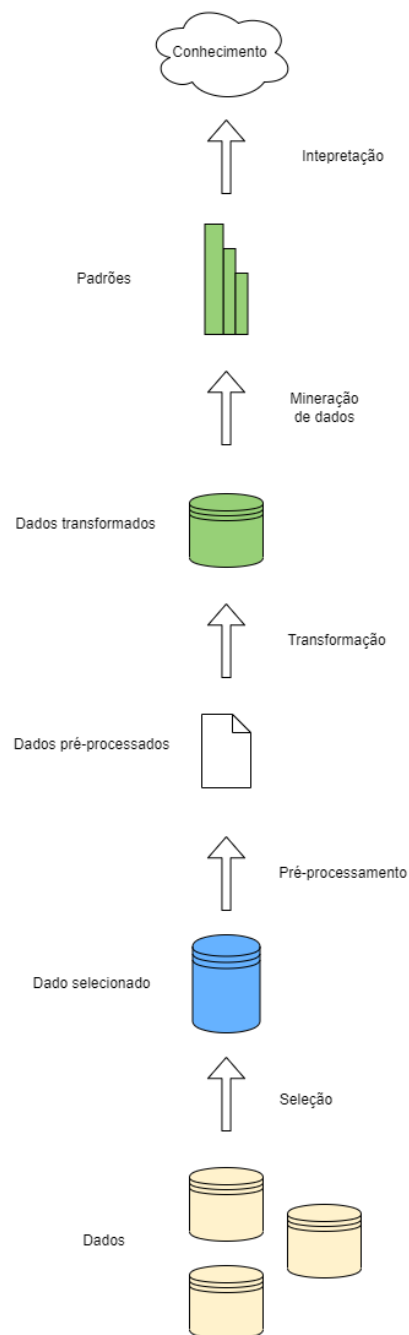 Conhecimento
Intepretação
Padrões
Mineração
de dados
Dados transformados
Transformação
Dados pré-processados
Pré-processamento
Dado selecionado
Seleção
Dados